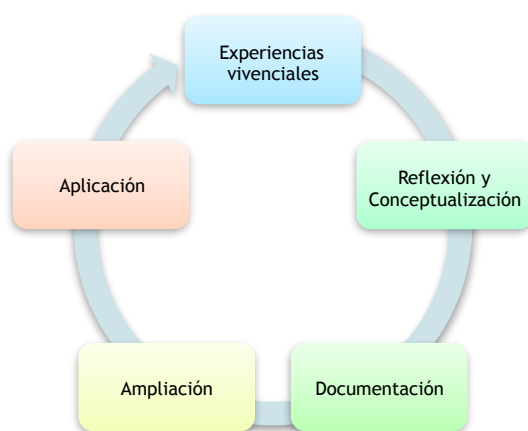 Experiencias
vivenciales
Reflexión y
Conceptualización
Documentación
Ampliación
Aplicación